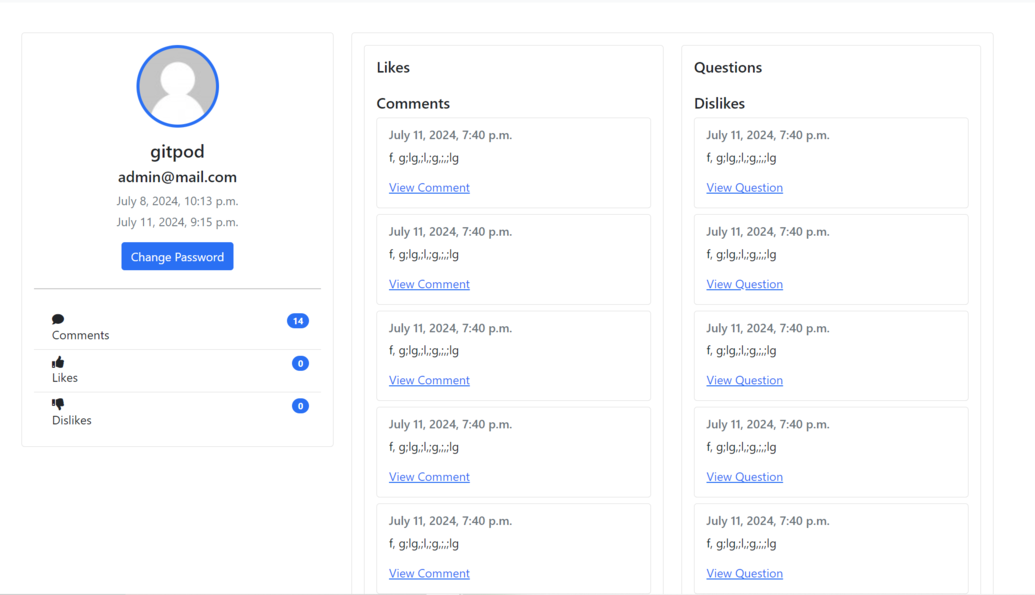 gitpod
admin@mail.com
July 8, 2024, 10:13 p.m.
July 11, 2024, 9:15 p.m.
Change Password
Comments 14
Likes 0
Dislikes 0
Likes
Comments
July 11, 2024, 7:40 p.m.
f, g;lg,;l,;g,;,;lg
View Comment
July 11, 2024, 7:40 p.m.
f, g;lg,;l,;g,;,;lg
View Comment
July 11, 2024, 7:40 p.m.
f, g;lg,;l,;g,;,;lg
View Comment
July 11, 2024, 7:40 p.m.
f, g;lg,;l,;g,;,;lg
View Comment
July 11, 2024, 7:40 p.m.
f, g;lg,;l,;g,;,;lg
View Comment
Questions
Dislikes
July 11, 2024, 7:40 p.m.
f, g;lg,;l,;g,;,;lg
View Question
July 11, 2024, 7:40 p.m.
f, g;lg,;l,;g,;,;lg
View Question
July 11, 2024, 7:40 p.m.
f, g;lg,;l,;g,;,;lg
View Question
July 11, 2024, 7:40 p.m.
f, g;lg,;l,;g,;,;lg
View Question
July 11, 2024, 7:40 p.m.
f, g;lg,;l,;g,;,;lg
View Question